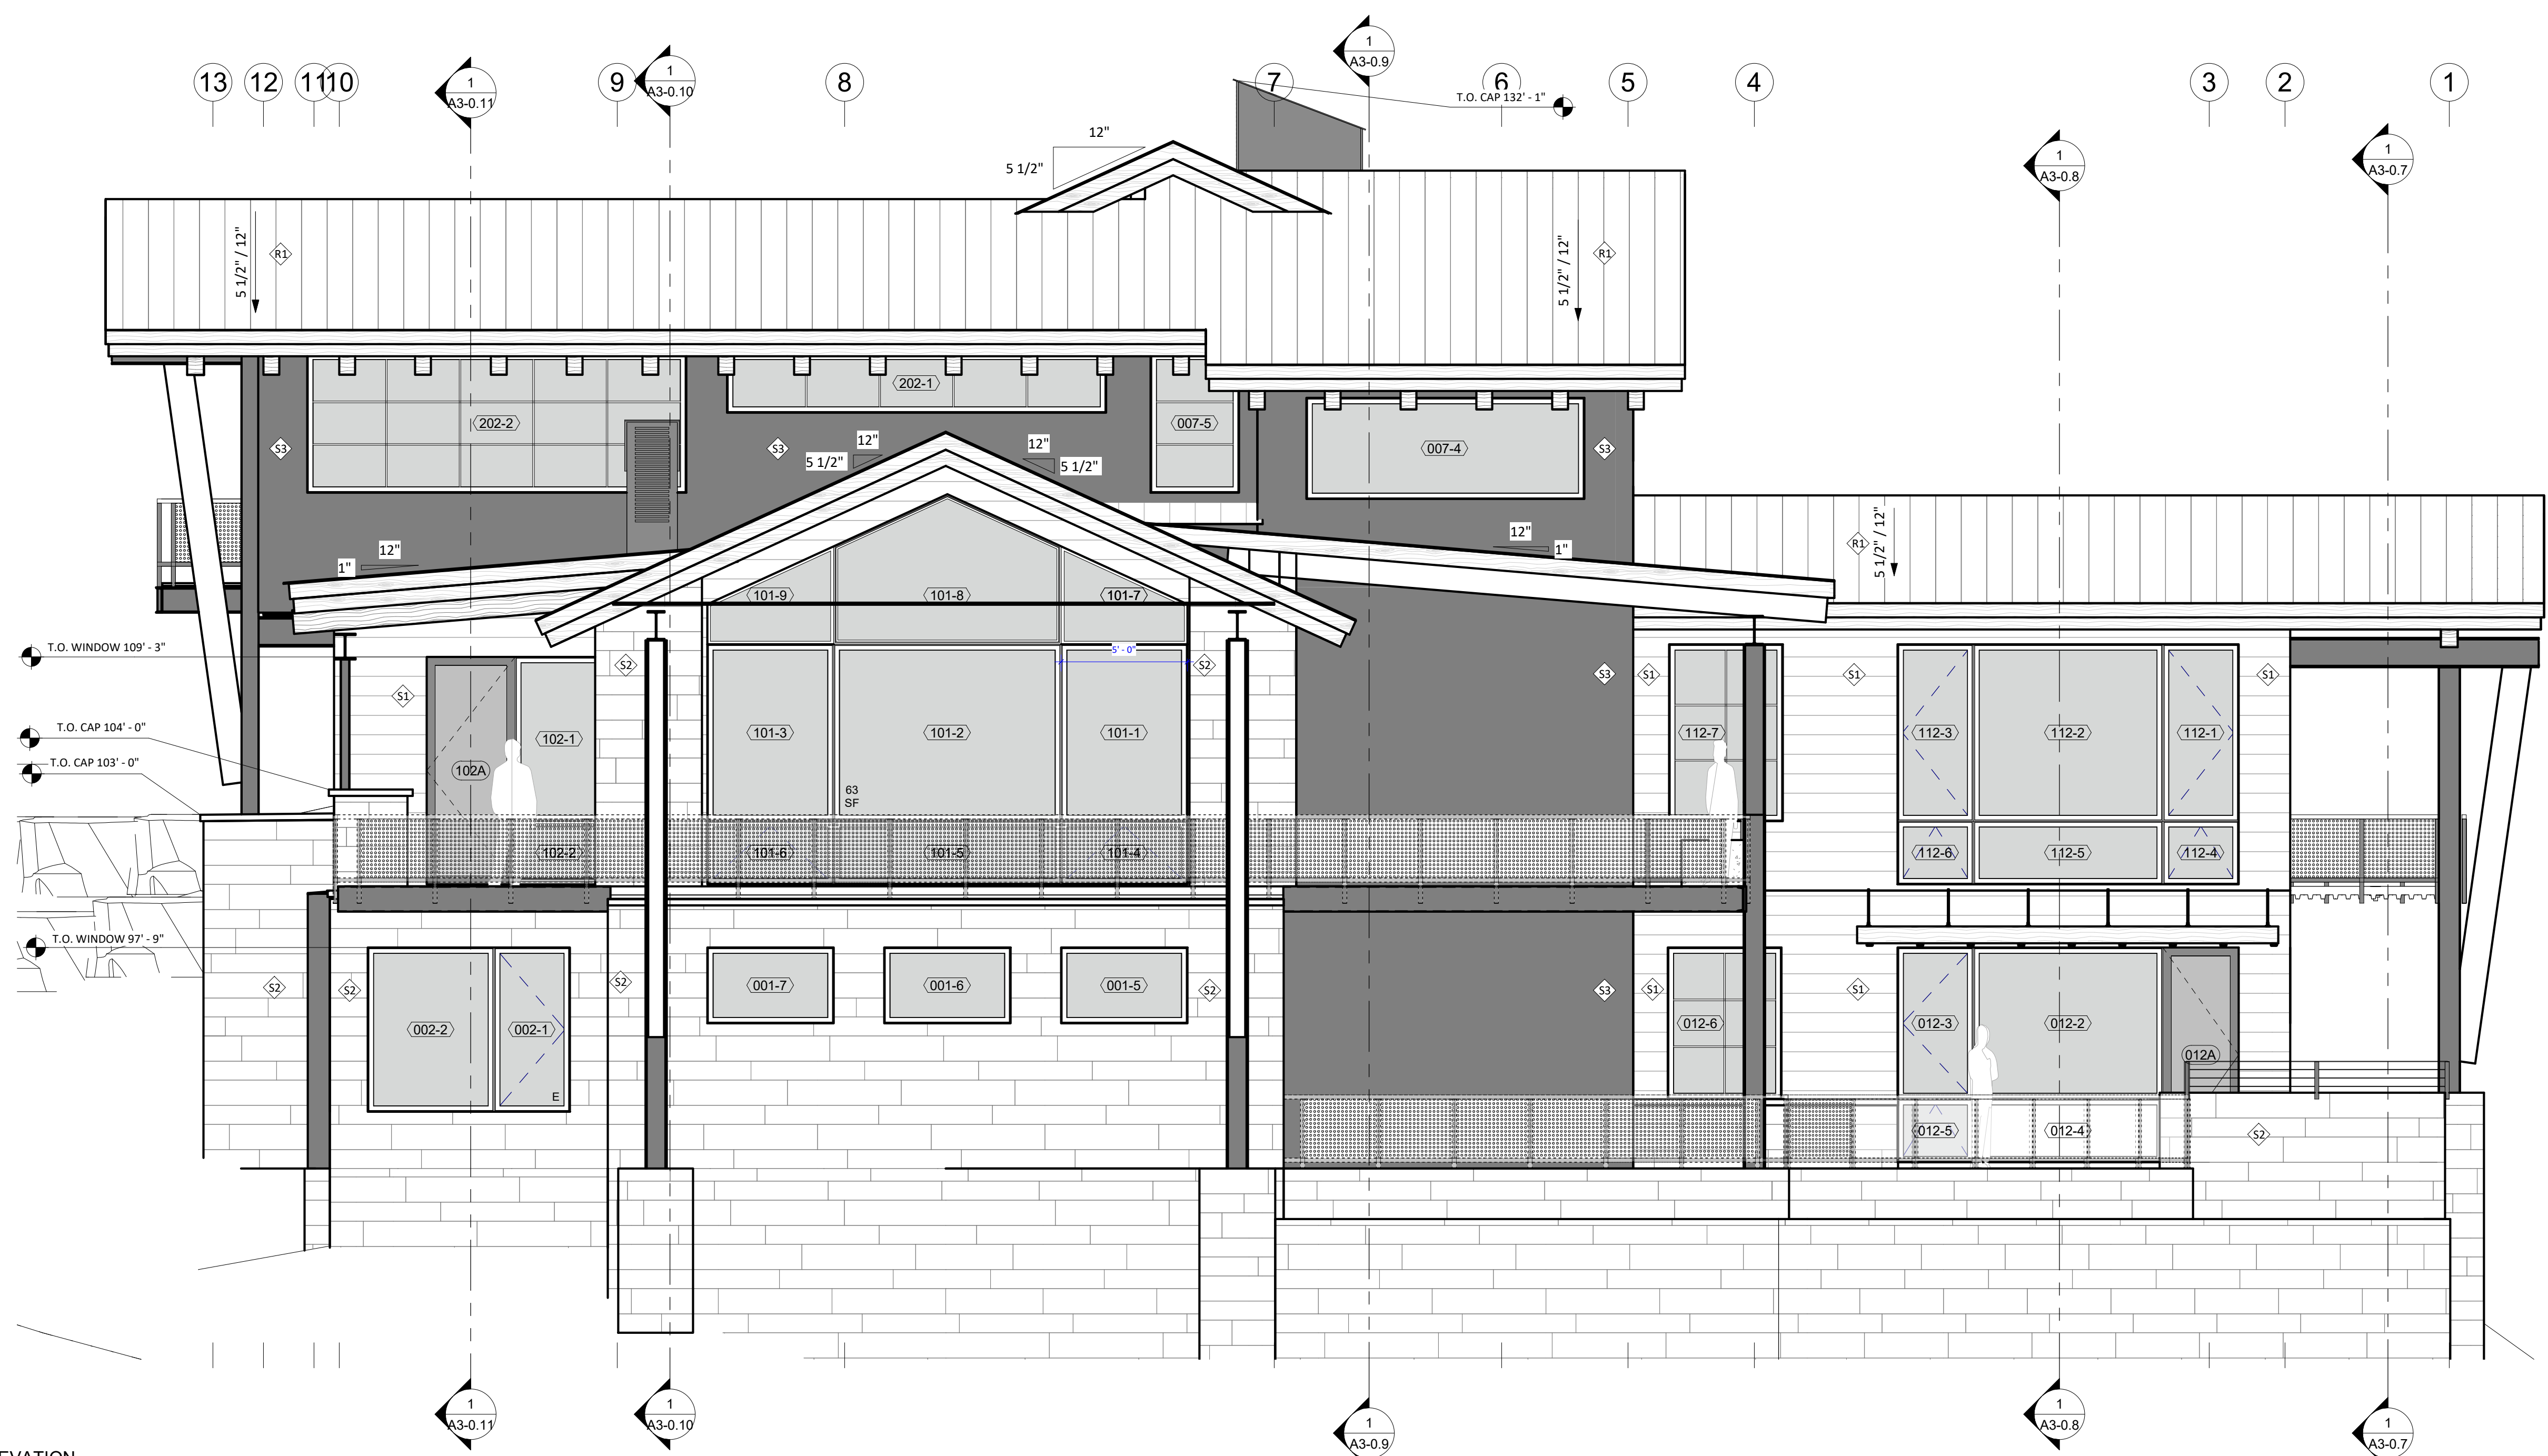 1
A3-0.9
1
A3-0.11
1
A3-0.10
13
12
11
10
9
8
7
6
5
4
3
2
1
T.O. CAP 132' - 1"
12"
5 1/2"
1
A3-0.8
1
A3-0.7
5 1/2" / 12"
R1
5 1/2" / 12"
R1
202-1
202-2
007-5
007-4
S3
S3
S3
12"
5 1/2"
12"
5 1/2"
12"
1"
12"
1"
R1
5 1/2" / 12"
101-9
101-8
101-7
T.O. WINDOW 109' - 3"
5' - 0"
S1
S2
S2
S3
S1
S1
S1
T.O. CAP 104' - 0"
T.O. CAP 103' - 0"
102A
102-1
101-3
101-2
101-1
112-7
112-3
112-2
112-1
63
SF
102-2
101-6
101-5
101-4
112-6
112-5
112-4
T.O. WINDOW 97' - 9"
S2
S2
S2
S2
S3
S1
S1
001-7
001-6
001-5
002-2
002-1
E
012-6
012-3
012-2
012A
012-5
012-4
S2
1
A3-0.11
1
A3-0.10
1
A3-0.9
1
A3-0.8
1
A3-0.7
EVATION